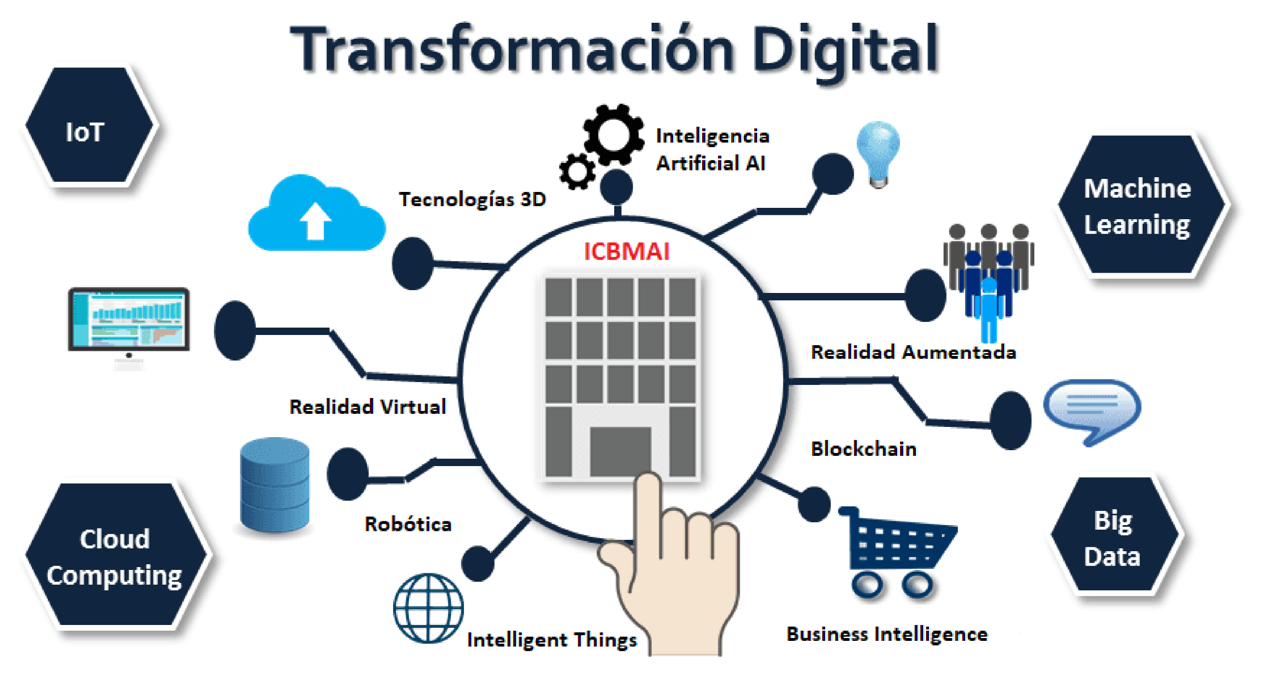 Transformación Digital
IoT
Inteligencia
Artificial AI
Machine
Learning
Tecnologías 3D
ICBMAI
Realidad Aumentada
Realidad Virtual
Blockchain
Robótica
Cloud
Computing
Big
Data
Intelligent Things
Business Intelligence